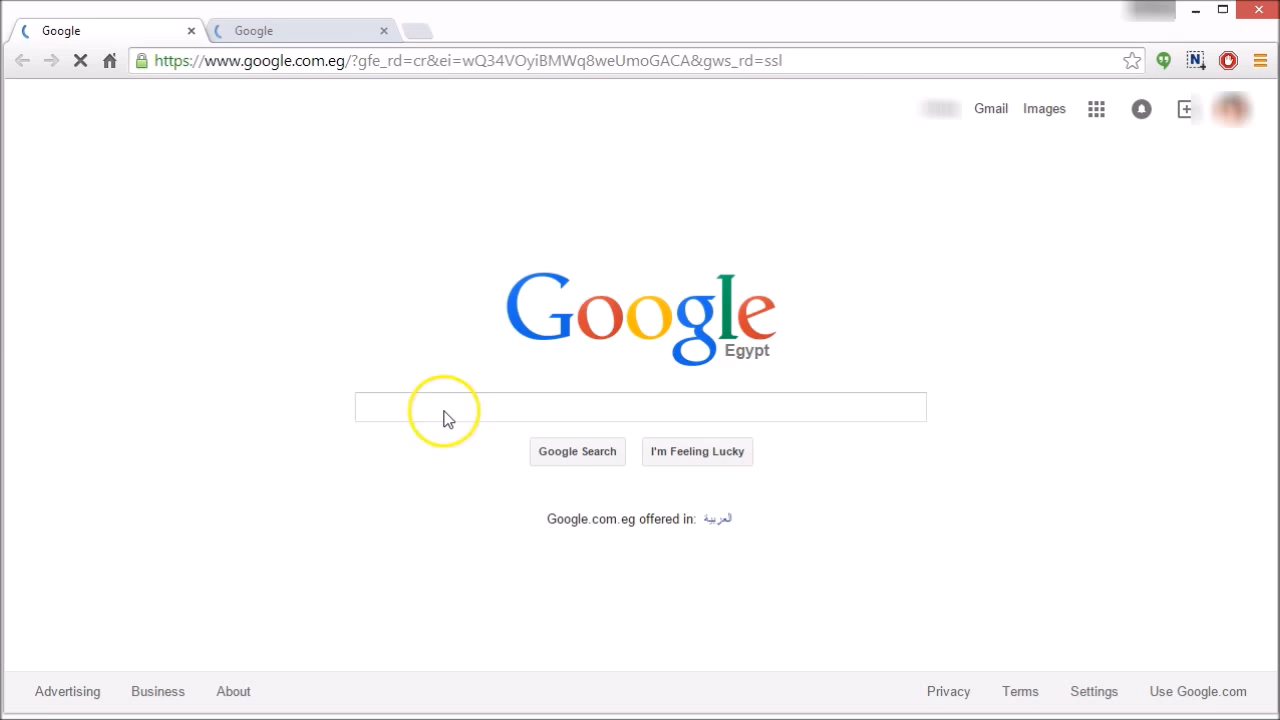 Google
Google
https://www.google.com.eg/?gfe_rd=cr&ei=wQ34VOyiBMWq8weUmoGACA&gws_rd=ssl
N
Gmail Images
Google
Egypt
Google Search I'm Feeling Lucky
Google.com.eg offered in: العربية
Advertising Business About Privacy Terms Settings Use Google.com